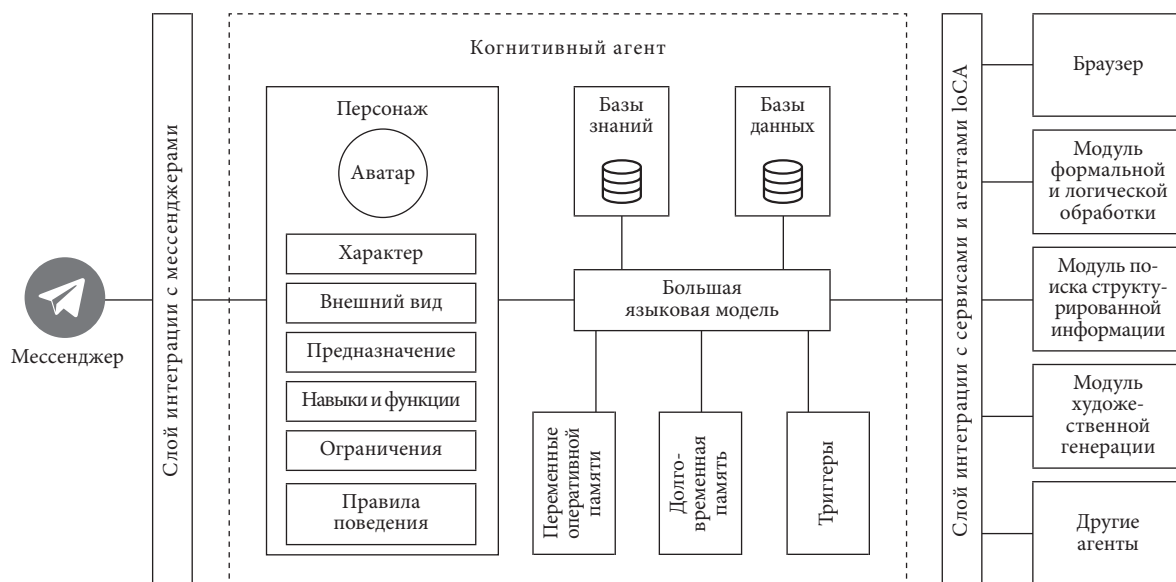 Мессенджер
Слой интеграции с мессенджерами
Когнитивный агент
Персонаж
Аватар
Характер
Внешний вид
Предназначение
Навыки и функции
Ограничения
Правила
поведения
Базы
знаний
Базы
данных
Большая
языковая модель
Переменные
оперативной
памяти
Долго-
временная
память
Триггеры
Слой интеграции с сервисами и агентами IoCA
Браузер
Модуль
формальной
и логической
обработки
Модуль по-
иска структу-
рированной
информации
Модуль
художе-
ственной
генерации
Другие
агенты